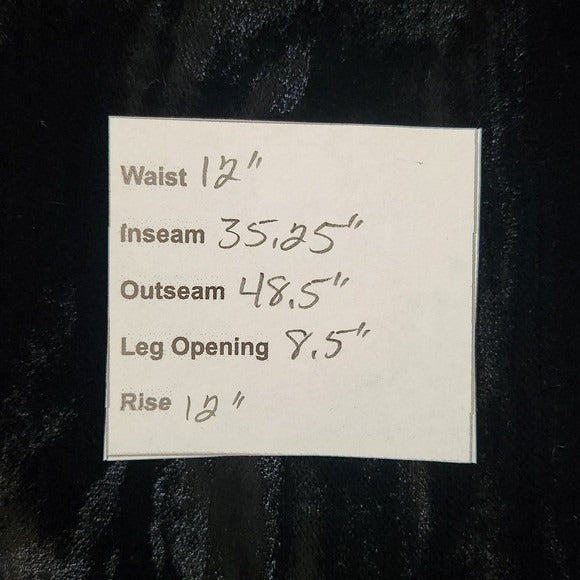 Waist 12"
Inseam 35.25"
Outseam 48.5"
Leg Opening 8.5"
Rise 12"